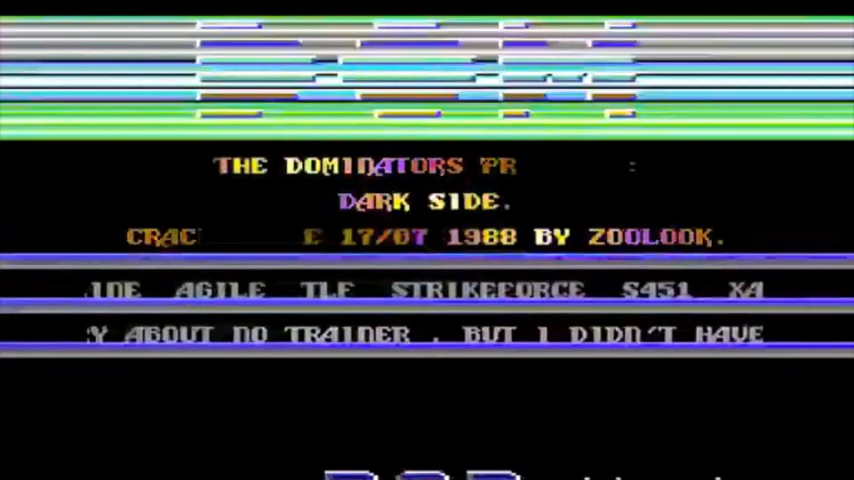 THE DOMINATORS PR :
DARK SIDE.
CRAC E 17/07 1988 BY ZOOLOOK.
AGILE TLF STRIKEFORCE S451 XA
Y ABOUT NO TRAINER . BUT I DIDN'T HAVE